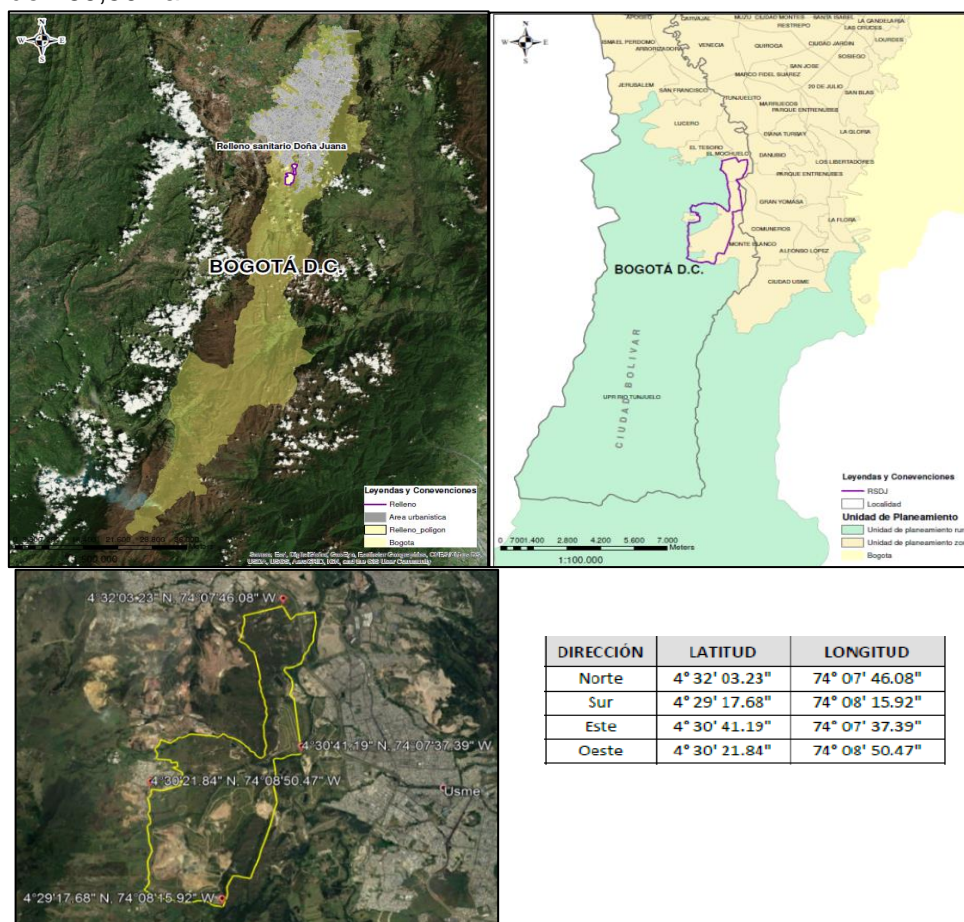 N
W E
S
Relleno sanitario Doña Juana
BOGOTÁ D.C.
Leyendas y Conevenciones
Relleno
Area urbanistica
Relleno_poligon
Bogota
Meters
N
W E
S
APOGEO
CARVAJAL
MUZU
CIUDAD MONTES
SANTA ISABEL
LA CANDELARIA
RESTREPO
LAS CRUCES
ISMAEL PERDOMO
ARBORIZADORA
VENECIA
QUIROGA
CIUDAD JARDIN
LOURDES
SOSIEGO
SAN JOSE
MARCO FIDEL SUAREZ
JERUSALEM
SAN FRANCISCO
TUNJUELITO
20 DE JULIO
SAN BLAS
MARRUECOS
PARQUE ENTRENUBES
LUCERO
DIANA TURBAY
LA GLORIA
EL TESORO
EL MOCHUELO
DANUBIO
LOS LIBERTADORES
PARQUE ENTRENUBES
GRAN YOMASA
LA FLORA
COMUNEROS
MONTE BLANCO
ALFONSO LÓPEZ
BOGOTÁ D.C.
CIUDAD USME
CIUDAD BOLIVAR
UPR RIO TUNJUELO
Leyendas y Conevenciones
RSDJ
Localidad
Unidad de Planeamiento
Unidad de planeamiento rur
Unidad de planeamiento zo
Bogota
0 7001.400 2.800 4.200 5.600 7.000
Meters
1:100.000
4°32'03.23" N, 74°07'46.08" W
4°30'41.19" N, 74°07'37.39" W
4°30'21.84" N, 74°08'50.47" W
Usme
4°29'17.68" N, 74°08'15.92" W
DIRECCIÓN LATITUD LONGITUD
Norte 4° 32' 03.23" 74° 07' 46.08"
Sur 4° 29' 17.68" 74° 08' 15.92"
Este 4° 30' 41.19" 74° 07' 37.39"
Oeste 4° 30' 21.84" 74° 08' 50.47"